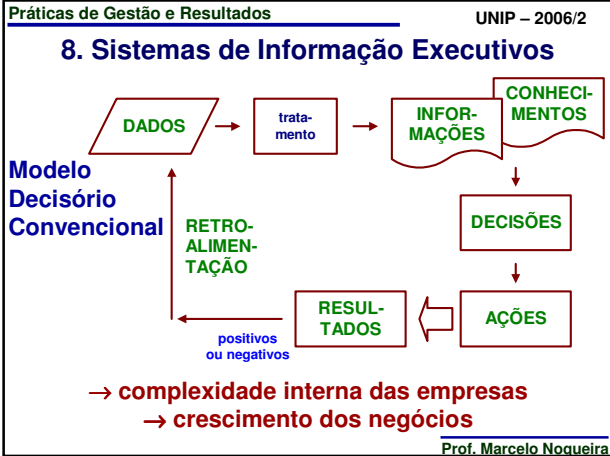 Práticas de Gestão e Resultados
UNIP – 2006/2
8. Sistemas de Informação Executivos
DADOS
trata-
mento
INFOR-
MAÇÕES
CONHECI-
MENTOS
Modelo
Decisório
Convencional
RETRO-
ALIMEN-
TAÇÃO
DECISÕES
AÇÕES
RESUL-
TADOS
positivos
ou negativos
→ complexidade interna das empresas
→ crescimento dos negócios
Prof. Marcelo Nogueira